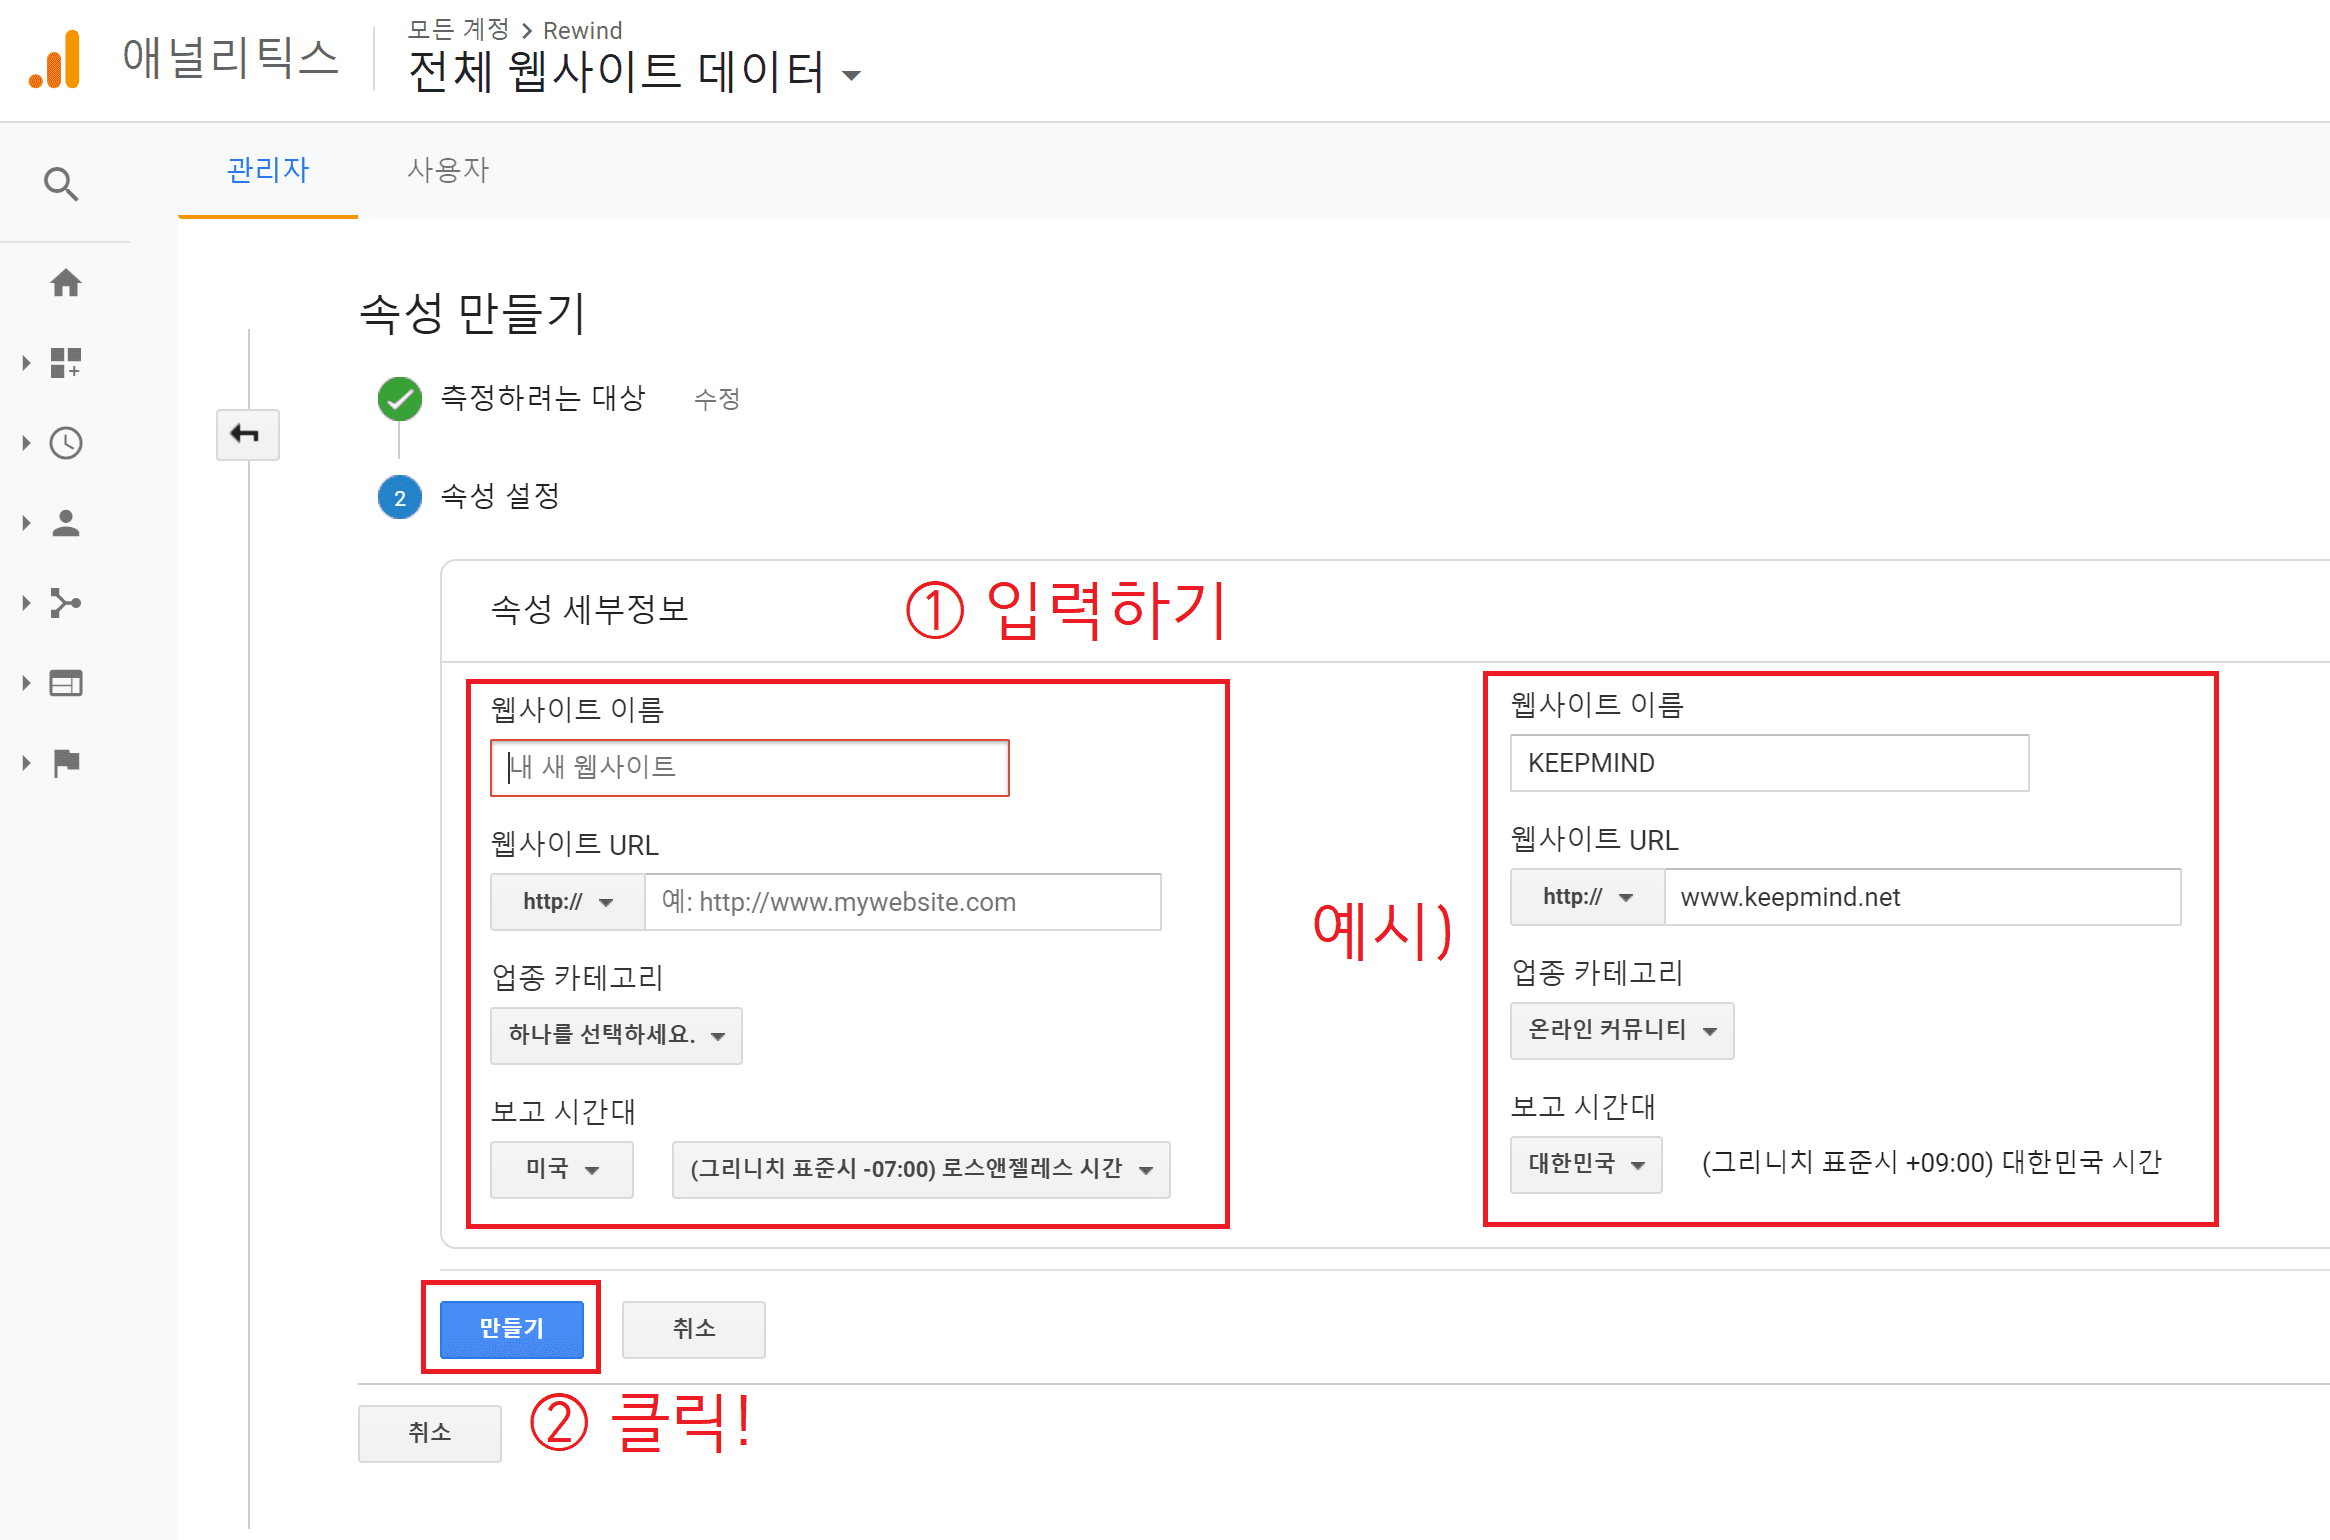 애널리틱스
모든 계정 > Rewind
전체 웹사이트 데이터
관리자
사용자
속성 만들기
측정하려는 대상 수정
2 속성 설정
속성 세부정보
① 입력하기
웹사이트 이름
내 새 웹사이트
웹사이트 URL
http:// 예: http://www.mywebsite.com
업종 카테고리
하나를 선택하세요.
보고 시간대
미국 (그리니치 표준시 -07:00) 로스앤젤레스 시간
예시)
웹사이트 이름
KEEPMIND
웹사이트 URL
http:// www.keepmind.net
업종 카테고리
온라인 커뮤니티
보고 시간대
대한민국 (그리니치 표준시 +09:00) 대한민국 시간
만들기 취소
② 클릭!
취소